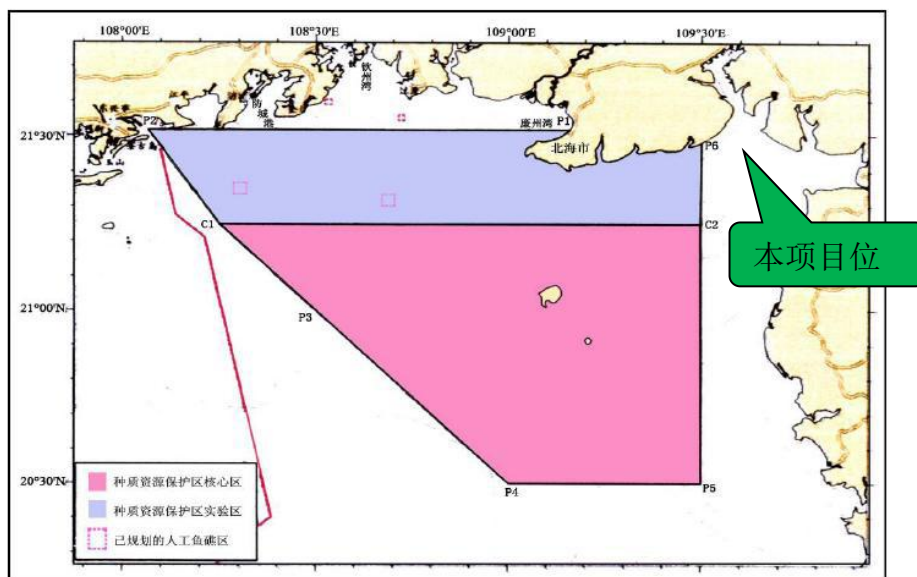 108°00'E
108°30'E
109°00'E
109°30'E
钦州湾
江平
防城港
P2
廉州湾
P1
21°30'N
北海市
P6
C1
C2
本项目位
21°00'N
P3
种质资源保护区核心区
20°30'N
种质资源保护区实验区
P4
P5
已规划的人工鱼礁区